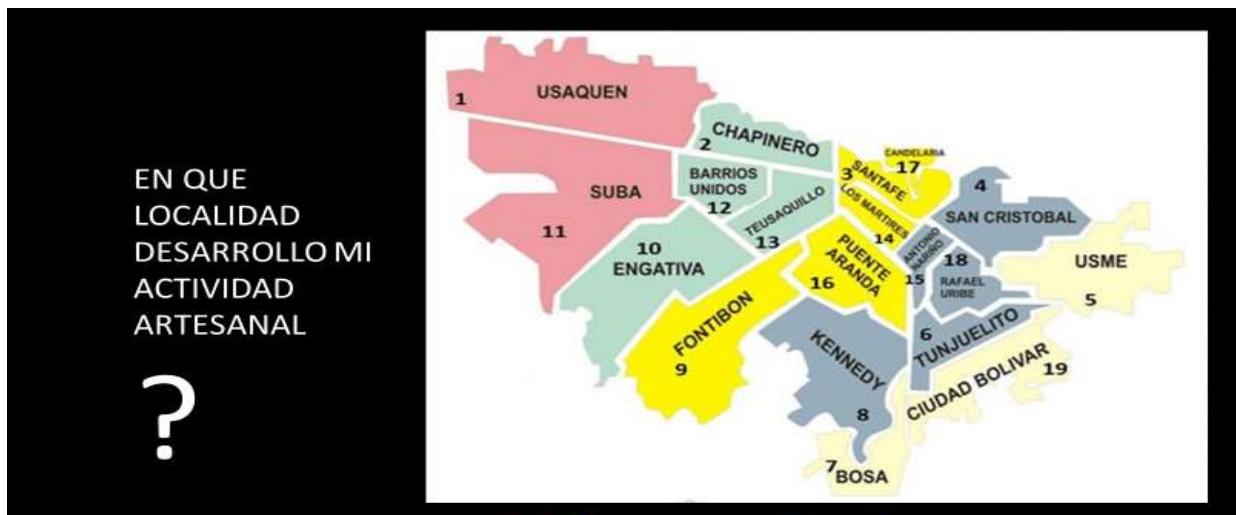 EN QUE
LOCALIDAD
DESARROLLO MI
ACTIVIDAD
ARTESANAL
?
1
USAQUEN
2
CHAPINERO
SUBA
11
BARRIOS
UNIDOS
12
TEUSAQUILLO
13
10
ENGATIVA
FONTIBON
9
CANDELARIA
17
3
SANTAFE
LOS MARTIRES
14
PUENTE
ARANDA
16
ANTONIO
NARIÑO
15
4
SAN CRISTOBAL
18
RAFAEL
URIBE
USME
5
6
TUNJUELITO
KENNEDY
8
CIUDAD BOLIVAR
19
7
BOSA